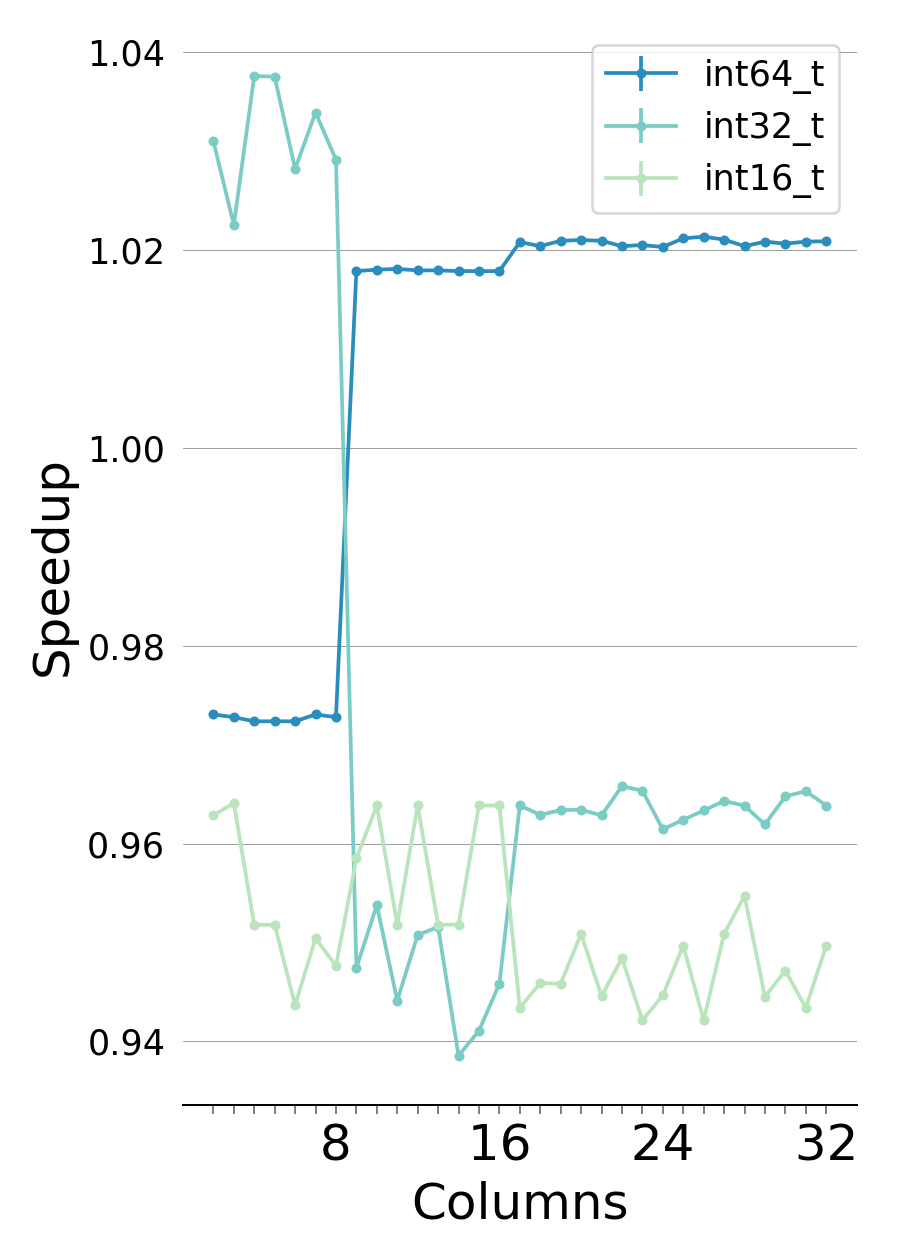 1.04
1.02
1.00
0.98
0.96
0.94
Speedup
int64_t
int32_t
int16_t
8 16 24 32
Columns